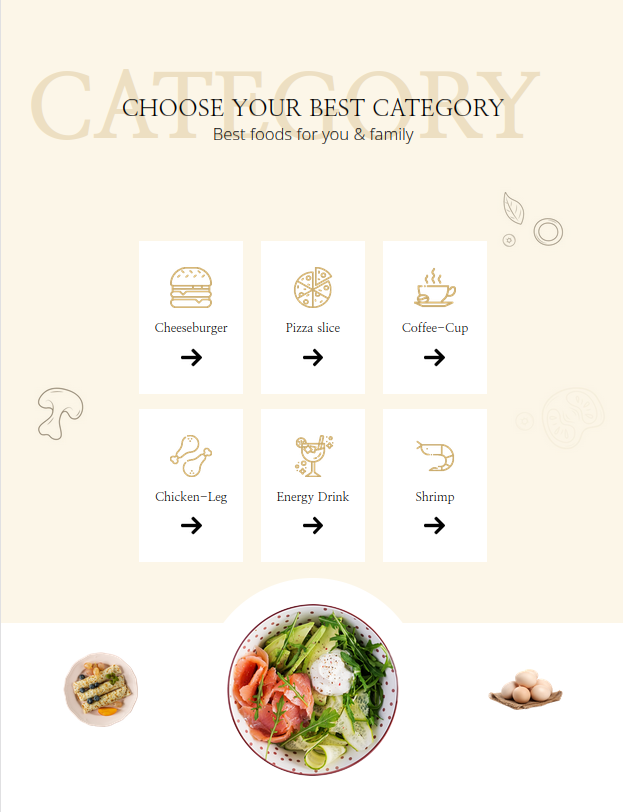 CATEGORY
CHOOSE YOUR BEST CATEGORY
Best foods for you & family
Cheeseburger
Pizza slice
Coffee-Cup
Chicken-Leg
Energy Drink
Shrimp